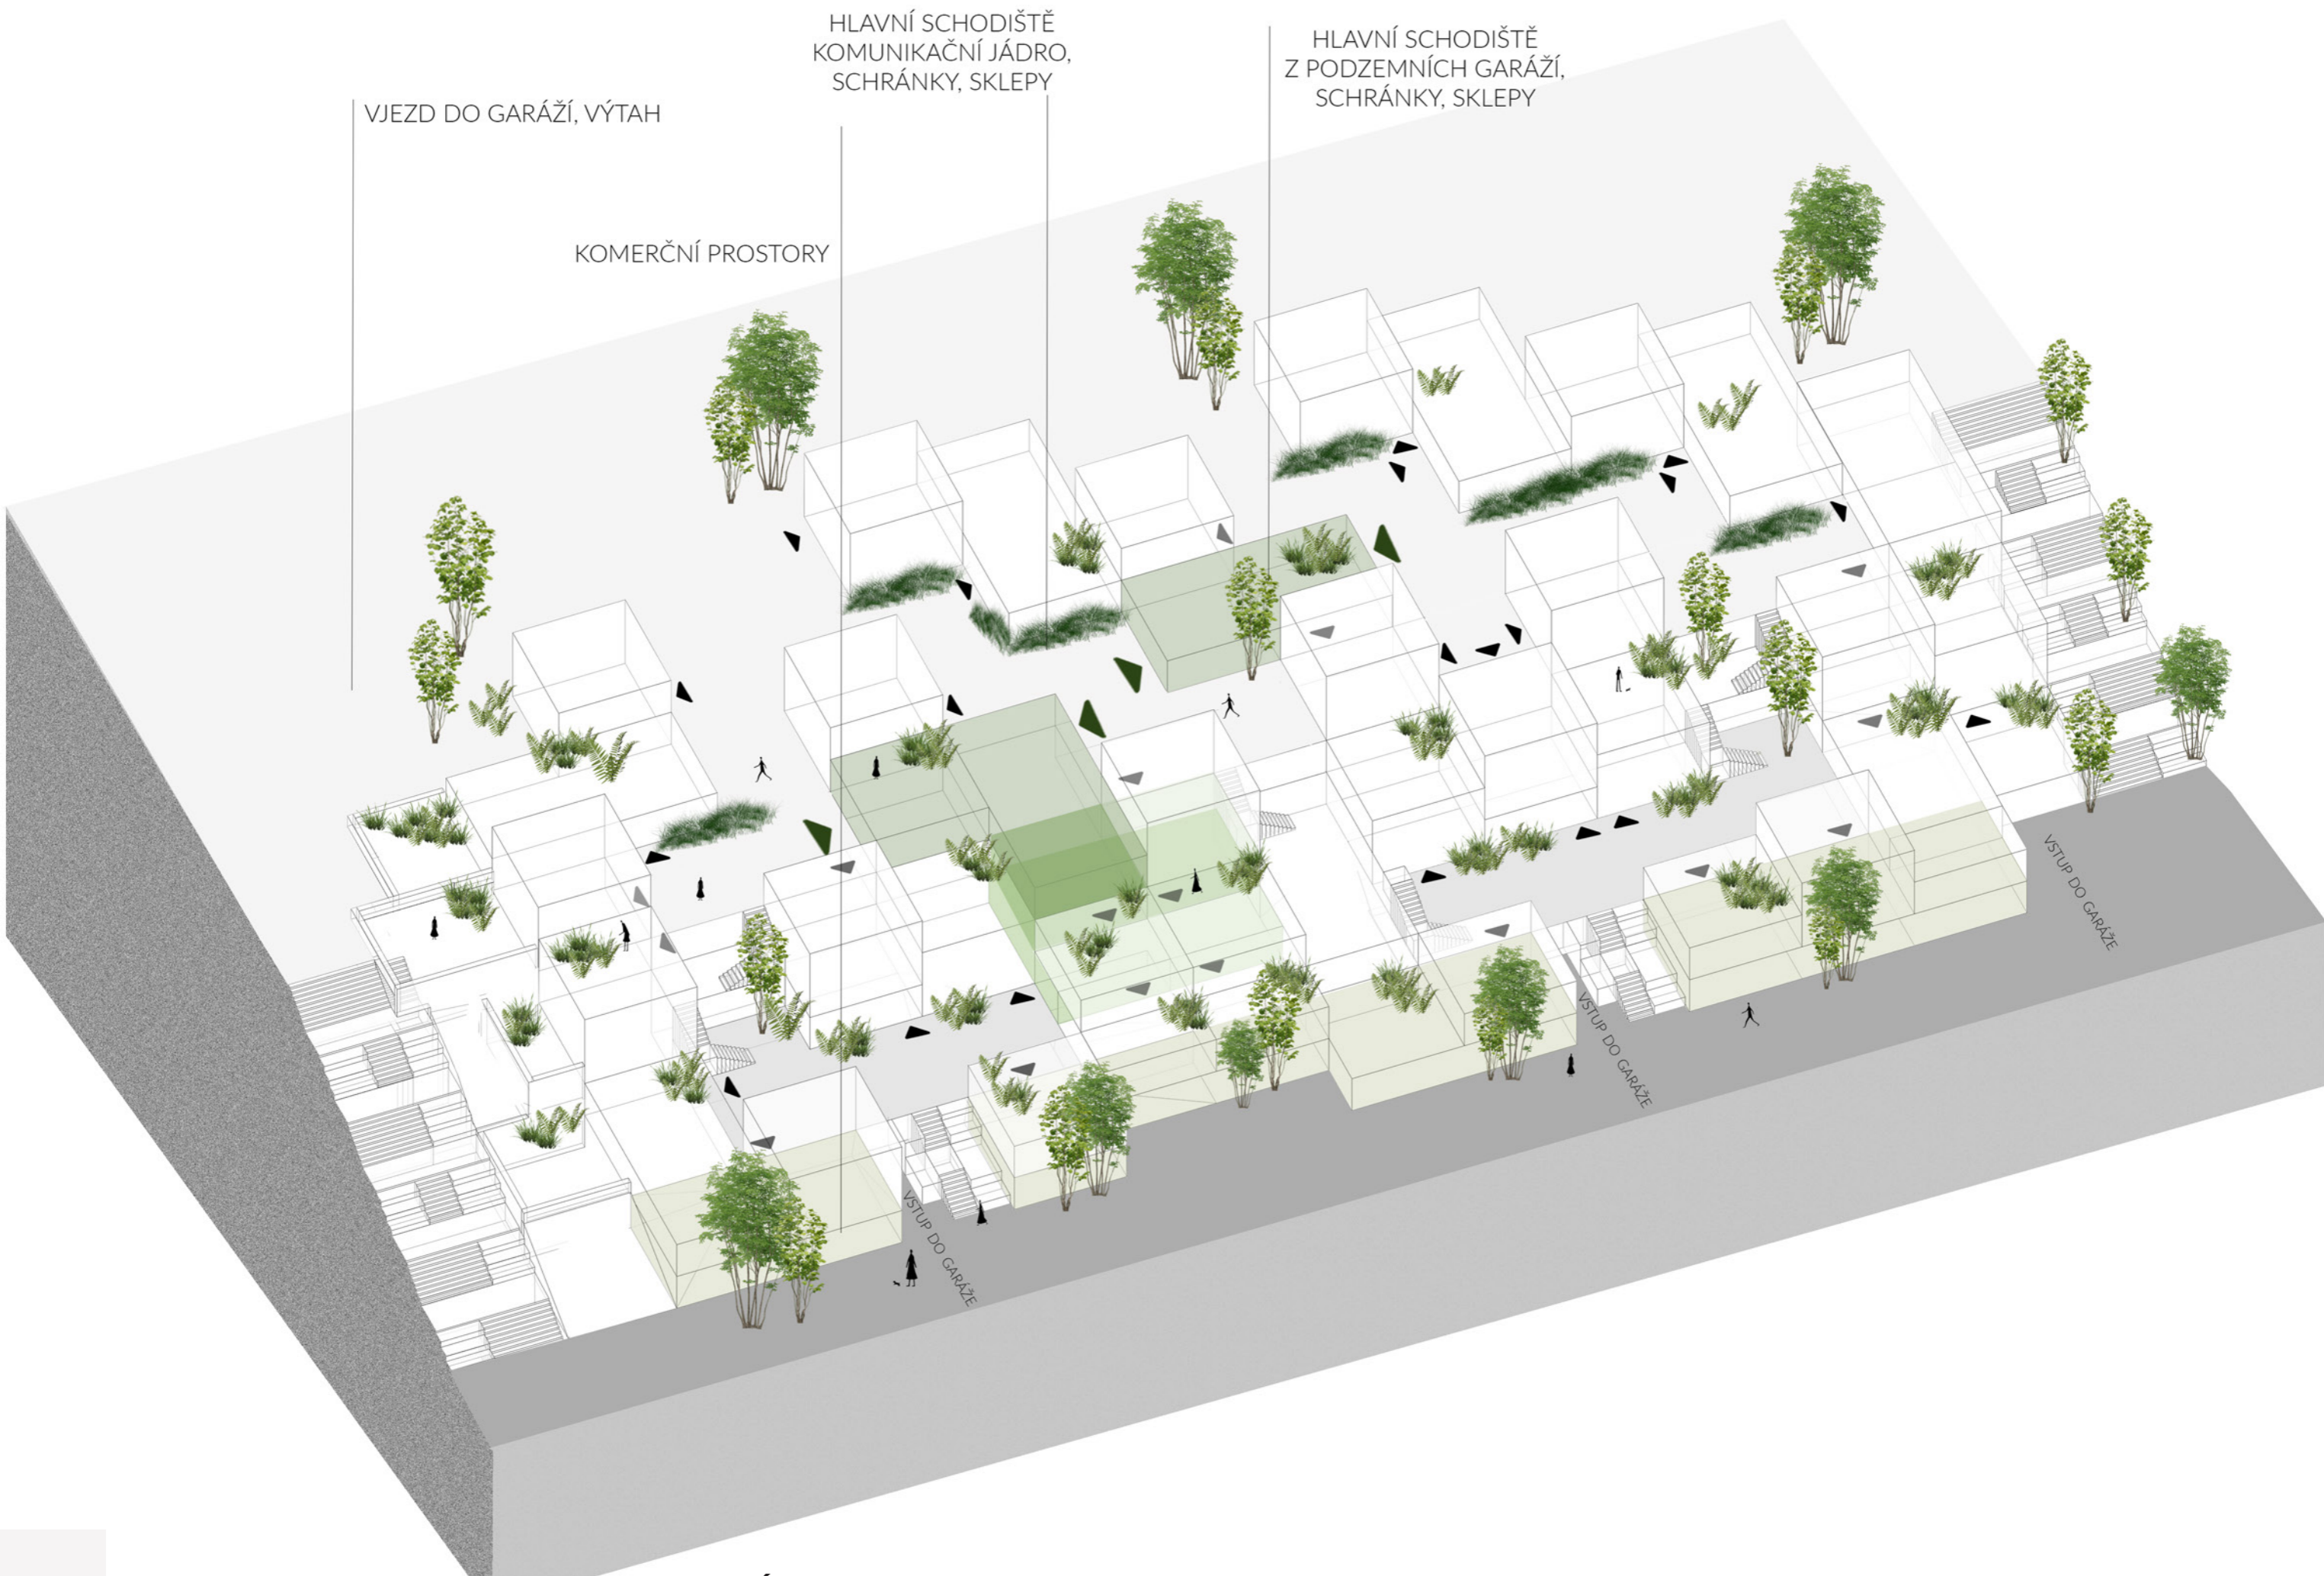 HLAVNÍ SCHODIŠTĚ
KOMUNIKAČNÍ JÁDRO,
SCHRÁNKY, SKLEPY
HLAVNÍ SCHODIŠTĚ
Z PODZEMNÍCH GARÁŽÍ,
SCHRÁNKY, SKLEPY
VJEZD DO GARÁŽÍ, VÝTAH
KOMERČNÍ PROSTORY
VSTUP DO GARÁŽE
VSTUP DO GARÁŽE
VSTUP DO GARÁŽE